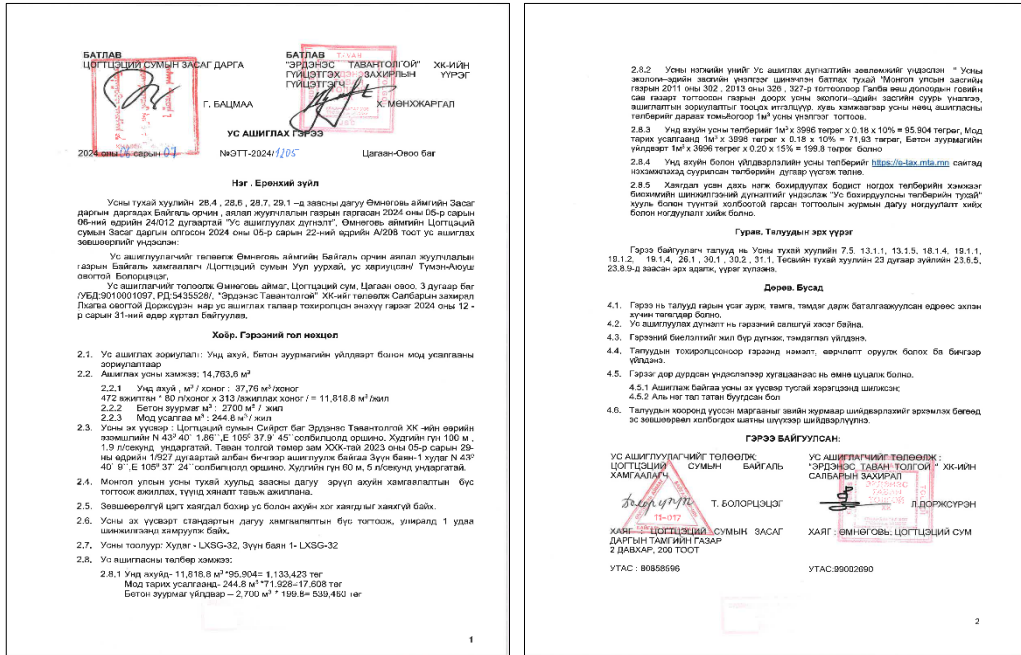 БАТЛАВ
ЦОГТЦЭЦИЙ СУМЫН ЗАСАГ ДАРГА
Г. БАЦМАА
БАТЛАВ
"ЭРДЭНЭС ТАВАНТОЛГОЙ" ХК-ИЙН
ГҮЙЦЭТГЭХ ЗАХИРЛЫН ҮҮРЭГ
ГҮЙЦЭТГЭГЧ
Х. МӨНХЖАРГАЛ
УС АШИГЛАХ ГЭРЭЭ
2024 оны 06 сарын 07 №ЭТТ-2024/1205 Цагаан-Овоо баг
Нэг . Ерөнхий зүйл
Усны тухай хуулийн 28.4 , 28.6 , 28.7, 29.1 –д заасны дагуу Өмнөговь аймгийн Засаг
даргын даргадах Байгаль орчин , аялал жуулчлалын газрын гаргасан 2024 оны 05-р сарын
06-ний өдрийн 24/012 дугаартай "Ус ашиглуулах дүгнэлт", Өмнөговь аймгийн Цогтцэций
сумын Засаг даргын олгосон 2024 оны 05-р сарын 22-ний өдрийн А/208 тоот ус ашиглах
зөвшөөрлийг үндэслэн:
Ус ашиглуулагчийг төлөөлж Өмнөговь аймгийн Байгаль орчин аялал жуулчлалын
газрын Байгаль хамгаалагч /Цогтцэций сумын Уул уурхай, ус хариуцсан/ Түмэн-Аюуш
овогтой Болорцэцэг,
Ус ашиглагчийг төлөөлж Өмнөговь аймаг, Цогтцэций сум, Цагаан овоо, 3 дугаар баг
/УБД:9010001097, РД:5435528/, "Эрдэнэс Тавантолгой" ХК-ийг төлөөлж Салбарын захирал
Лхагва овогтой Доржсүрэн нар ус ашиглах талаар тохиролцон энэхүү гэрээг 2024 оны 12 -
р сарын 31-ний өдөр хүртэл байгуулав.
Хоёр. Гэрээний гол нөхцөл
2.1. Ус ашиглах зориулалт: Унд ахуй, бетон зуурмагийн үйлдвэрт болон мод усалгааны
зориулалтаар
2.2. Ашиглах усны хэмжээ: 14,763,6 м³
2.2.1 Унд ахуй , м³ / хоног : 37,76 м³ /хоног
472 ажилтан * 80 л/хоног х 313 /ажиллах хоног / = 11,818.8 м³ /жил
2.2.2 Бетон зуурмаг м³ : 2700 м³ / жил
2.2.3 Мод усалгаа м³ : 244.8 м³ / жил
2.3. Усны эх үүсвэр : Цогтцэций сумын Сийрст баг Эрдэнэс Тавантолгой ХК -ийн өөрийн
эзэмшлийн N 43⁰ 40` 1.86``,E 105⁰ 37.9` 45``солбилцолд оршино. Худгийн гүн 100 м ,
1.9 л/секунд ундаргатай. Таван толгой төмөр зам ХХК-тай 2023 оны 05-р сарын 29-
ны өдрийн 1/927 дугаартай албан бичгээр ашиглуулж байгаа Зүүн баян-1 худаг N 43⁰
40` 9``,E 105⁰ 37` 24``солбилцолд оршино. Худгийн гүн 60 м, 5 л/секунд ундаргатай.
2.4. Монгол улсын усны тухай хуульд заасны дагуу эрүүл ахуйн хамгаалалтын бүс
тогтоож ажиллах, түүнд хяналт тавьж ажиллана.
2.5. Зөвшөөрөлгүй цэгт хаягдал бохир ус болон ахуйн хог хаягдлыг хаяхгүй байх.
2.6. Усны эх үүсвэрт стандартын дагуу хамгаалалтын бүс тогтоож, улиралд 1 удаа
шинжилгээнд хамруулж байх.
2.7. Усны тоолуур: Худаг - LXSG-32, Зүүн баян 1- LXSG-32
2.8. Ус ашигласны төлбөр хэмжээ:
2.8.1 Унд ахуйд- 11,818.8 м³ *95.904= 1,133,423 төг
Мод тарих усалгаанд- 244.8 м³ *71.928=17,608 төг
Бетон зуурмаг үйлдвэр – 2,700 м³ * 199.8= 539,460 төг
1
2.8.2 Усны нөгжийн үнийг Ус ашиглах дүгнэлтийн зөвлөмжийг үндэслэн " Усны
экологи–эдийн засгийн үнэлгээг шинэчлэн батлах тухай "Монгол улсын засгийн
газрын 2011 оны 302 , 2013 оны 326 , 327-р тогтоолоор Галба өөш долоодын говийн
сав газарт тогтоосон газрын доорх усны экологи–эдийн засгийн суурь үнэлгээ,
ашиглалтын зориулалтыг тооцох итгэлцүүр, хувь хэмжээгээр усны нөөц ашигласны
төлбөрийг дараах томьёогоор 1м³ усны үнэлгээг тогтоов.
2.8.3 Унд ахуйн усны төлбөрийг 1м³ х 3996 төгрөг х 0.18 х 10% = 95.904 төгрөг, Мод
тарих усалгаанд 1м³ х 3996 төгрөг х 0.18 х 10% = 71,93 төгрөг, Бетон зуурмагийн
үйлдвэрт 1м³ х 3996 төгрөг х 0.20 х 15% = 199.8 төгрөг болно
2.8.4 Унд ахуйн болон үйлдвэрлэлийн усны төлбөрийг https://e-tax.mta.mn сайтад
нэхэмжлэхэд суурилсан төлбөрийн дугаар үүсгэж төлнө.
2.8.5 Хаягдал усан дахь нэгж бохирдуулах бодист ногдох төлбөрийн хэмжээг
биохимийн шинжилгээний дүгнэлтийг үндэслэж "Ус бохирдуулсны төлбөрийн тухай"
хууль болон түүнтэй холбоотой гарсан тогтоолын журмын дагуу ногдуулалт хийх
болон ногдуулалт хийж болно.
Гурав. Талуудын эрх үүрэг
Гэрээ байгуулагч талууд нь Усны тухай хуулийн 7.5, 13.1.1, 13.1.5, 18.1.4, 19.1.1,
19.1.2, 19.1.4, 26.1 , 30.1 , 30.2 , 31.1, Төсвийн тухай хуулийн 23 дугаар зүйлийн 23.6.5,
23.8.9-д заасан эрх эдэлж, үүрэг хүлээнэ.
Дөрөв. Бусад
4.1. Гэрээ нь талууд гарын үсэг зурж, тамга, тэмдэг дарж баталгаажуулсан өдрөөс эхлэн
хүчин төгөлдөр болно.
4.2. Ус ашиглуулах дүгнэлт нь гэрээний салшгүй хэсэг байна.
4.3. Гэрээний биелэлтийг жил бүр дүгнэж, тэмдэглэл үйлдэнэ.
4.4. Талуудын тохиролцсоноор гэрээнд нэмэлт, өөрчлөлт оруулж болох ба бичгээр
үйлдэнэ.
4.5. Гэрээг дор дурдсан үндэслэлээр хугацаанаас нь өмнө цуцалж болно.
4.5.1 Ашиглаж байгаа усны эх үүсвэр тусгай хэрэгцээнд шилжсэн;
4.5.2 Аль нэг тал татан буугдсан бол
4.6. Талуудын хооронд үүссэн маргааныг эвийн журмаар шийдвэрлэхийг эрхэмлэх бөгөөд
эс зөвшөөрвөл холбогдох шатны шүүхээр шийдвэрлүүлнэ.
ГЭРЭЭ БАЙГУУЛСАН:
УС АШИГЛУУЛАГЧИЙГ ТӨЛӨӨЛЖ:
ЦОГТЦЭЦИЙ СУМЫН БАЙГАЛЬ
ХАМГААЛАГЧ
Т. БОЛОРЦЭЦЭГ
11-017
ХАЯГ : ЦОГТЦЭЦИЙ СУМЫН ЗАСАГ
ДАРГЫН ТАМГИЙН ГАЗАР
2 ДАВХАР, 200 ТООТ
УТАС : 80858596
УС АШИГЛАГЧИЙГ ТӨЛӨӨЛЖ :
"ЭРДЭНЭС ТАВАН ТОЛГОЙ " ХК-ИЙН
САЛБАРЫН ЗАХИРАЛ
Л.ДОРЖСҮРЭН
ХАЯГ : ӨМНӨГОВЬ, ЦОГТЦЭЦИЙ СУМ
УТАС:99002690
2